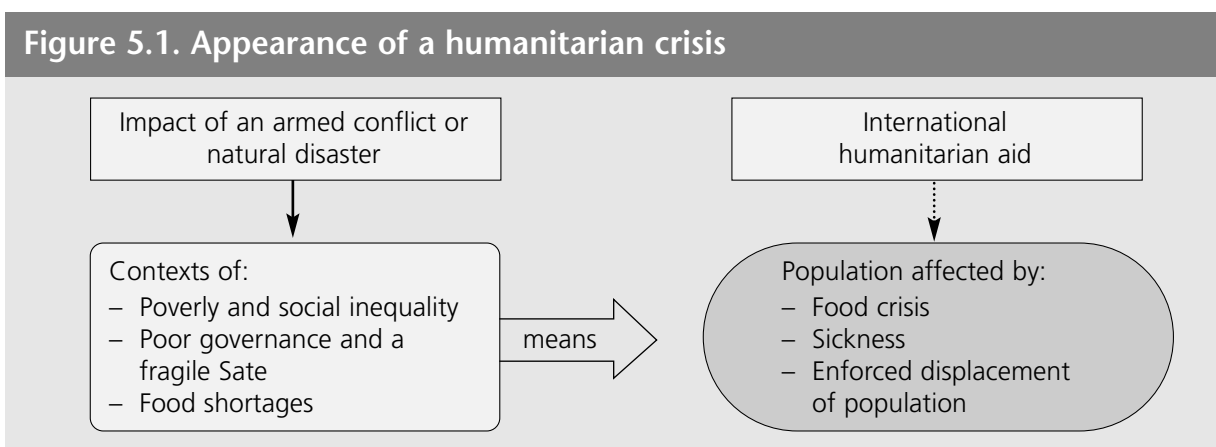 Figure 5.1. Appearance of a humanitarian crisis
Impact of an armed conflict or
natural disaster
International
humanitarian aid
Contexts of:
– Poverly and social inequality
– Poor governance and a
fragile Sate
– Food shortages
means
Population affected by:
– Food crisis
– Sickness
– Enforced displacement
of population